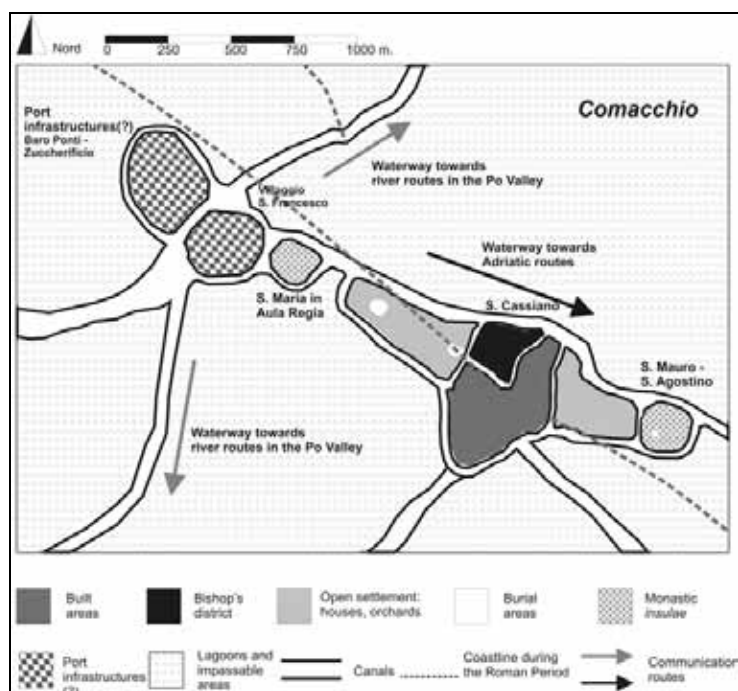 Nord
0 250 500 750 1000 m.
Comacchio
Port
infrastructures(?)
Baro Ponti -
Zuccherificio
Waterway towards
river routes in the Po Valley
Villaggio
S. Francesco
Waterway towards
Adriatic routes
S. Maria in
Aula Regia
S. Cassiano
S. Mauro -
S. Agostino
Waterway towards
river routes in the Po Valley
Built
areas
Bishop's
district
Open settlement:
houses, orchards
Burial
areas
Monastic
insulae
Port
infrastructures
(?)
Lagoons and
impassable
areas
Canals
Coastline during
the Roman Period
Communication
routes